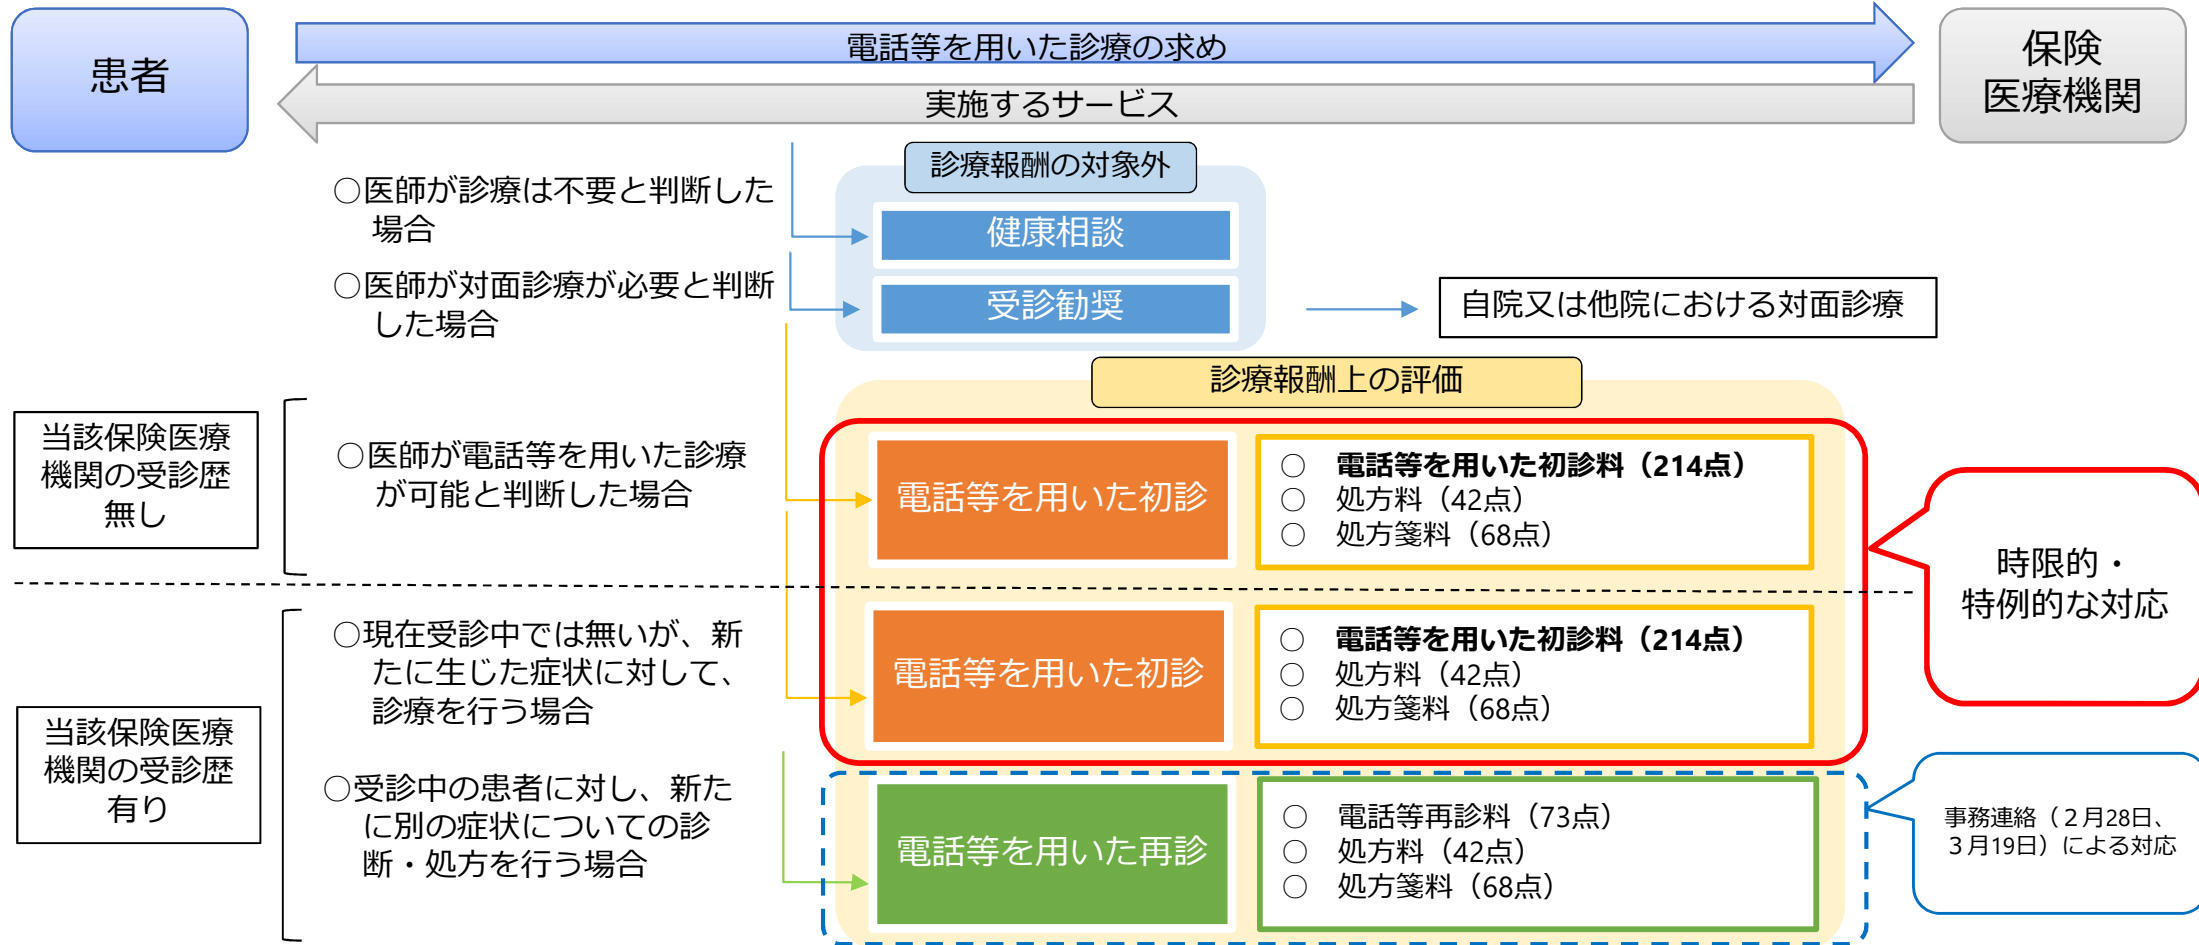 患者
電話等を用いた診療の求め
実施するサービス
保険
医療機関
診療報酬の対象外
○医師が診療は不要と判断した
場合
健康相談
○医師が対面診療が必要と判断
した場合
受診勧奨
自院又は他院における対面診療
診療報酬上の評価
当該保険医療
機関の受診歴
無し
○医師が電話等を用いた診療
が可能と判断した場合
電話等を用いた初診
○ 電話等を用いた初診料（214点）
○ 処方料（42点）
○ 処方箋料（68点）
時限的・
特例的な対応
当該保険医療
機関の受診歴
有り
○現在受診中では無いが、新
たに生じた症状に対して、
診療を行う場合
電話等を用いた初診
○ 電話等を用いた初診料（214点）
○ 処方料（42点）
○ 処方箋料（68点）
○受診中の患者に対し、新た
に別の症状についての診
断・処方を行う場合
電話等を用いた再診
○ 電話等再診料（73点）
○ 処方料（42点）
○ 処方箋料（68点）
事務連絡（２月28日、
３月19日）による対応